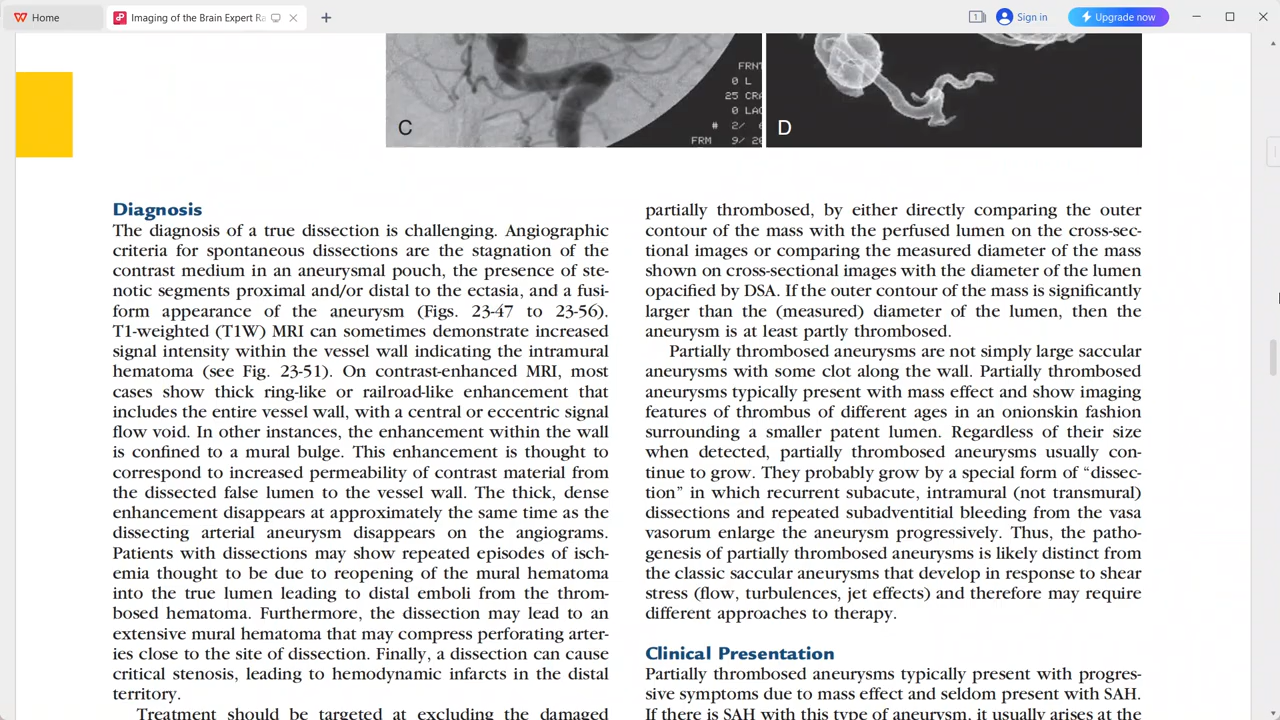 Home
Imaging of the Brain Expert Ra
1
Sign in
Upgrade now
FRN
0 L
25 CRA
0 LAO
# 2/ 6
FRM 9/ 20
C
D
Diagnosis
The diagnosis of a true dissection is challenging. Angiographic
criteria for spontaneous dissections are the stagnation of the
contrast medium in an aneurysmal pouch, the presence of ste-
notic segments proximal and/or distal to the ectasia, and a fusi-
form appearance of the aneurysm (Figs. 23-47 to 23-56).
T1-weighted (T1W) MRI can sometimes demonstrate increased
signal intensity within the vessel wall indicating the intramural
hematoma (see Fig. 23-51). On contrast-enhanced MRI, most
cases show thick ring-like or railroad-like enhancement that
includes the entire vessel wall, with a central or eccentric signal
flow void. In other instances, the enhancement within the wall
is confined to a mural bulge. This enhancement is thought to
correspond to increased permeability of contrast material from
the dissected false lumen to the vessel wall. The thick, dense
enhancement disappears at approximately the same time as the
dissecting arterial aneurysm disappears on the angiograms.
Patients with dissections may show repeated episodes of isch-
emia thought to be due to reopening of the mural hematoma
into the true lumen leading to distal emboli from the throm-
bosed hematoma. Furthermore, the dissection may lead to an
extensive mural hematoma that may compress perforating arter-
ies close to the site of dissection. Finally, a dissection can cause
critical stenosis, leading to hemodynamic infarcts in the distal
territory.
Treatment should be targeted at excluding the damaged
partially thrombosed, by either directly comparing the outer
contour of the mass with the perfused lumen on the cross-sec-
tional images or comparing the measured diameter of the mass
shown on cross-sectional images with the diameter of the lumen
opacified by DSA. If the outer contour of the mass is significantly
larger than the (measured) diameter of the lumen, then the
aneurysm is at least partly thrombosed.
Partially thrombosed aneurysms are not simply large saccular
aneurysms with some clot along the wall. Partially thrombosed
aneurysms typically present with mass effect and show imaging
features of thrombus of different ages in an onionskin fashion
surrounding a smaller patent lumen. Regardless of their size
when detected, partially thrombosed aneurysms usually con-
tinue to grow. They probably grow by a special form of “dissec-
tion” in which recurrent subacute, intramural (not transmural)
dissections and repeated subadventitial bleeding from the vasa
vasorum enlarge the aneurysm progressively. Thus, the patho-
genesis of partially thrombosed aneurysms is likely distinct from
the classic saccular aneurysms that develop in response to shear
stress (flow, turbulences, jet effects) and therefore may require
different approaches to therapy.
Clinical Presentation
Partially thrombosed aneurysms typically present with progres-
sive symptoms due to mass effect and seldom present with SAH.
If there is SAH with this type of aneurysm, it usually arises at the